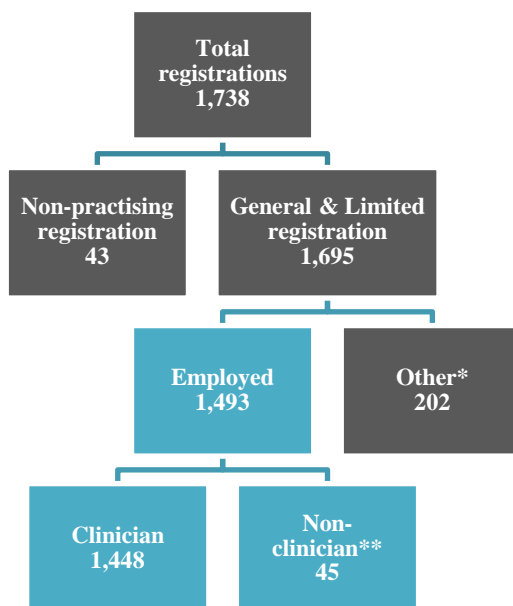 Total
registrations
1,738
Non-practising
registration
43
General & Limited
registration
1,695
Employed
1,493
Other*
202
Clinician
1,448
Non-
clinician**
45